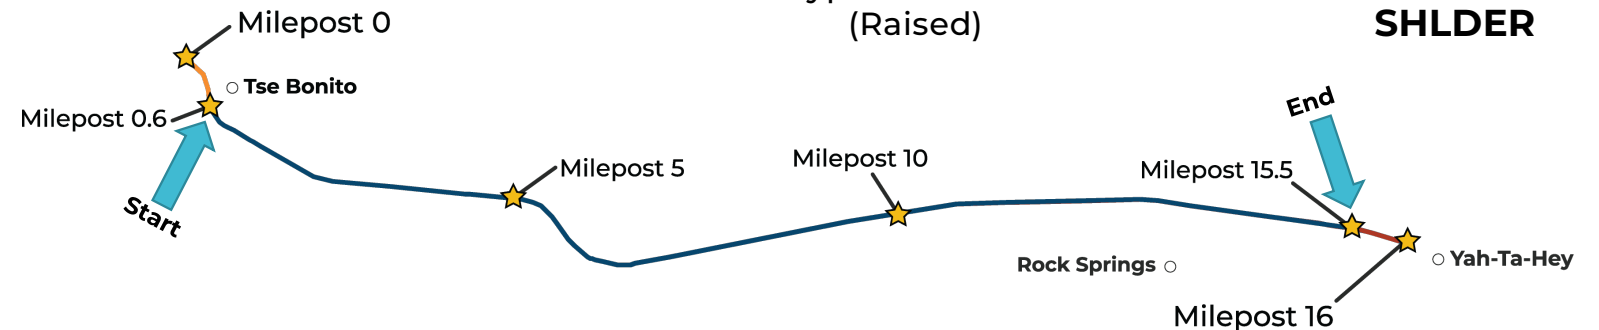 (Raised)
SHLDER
Milepost 0
Tse Bonito
Milepost 0.6
Start
Milepost 5
Milepost 10
End
Milepost 15.5
Rock Springs
Yah-Ta-Hey
Milepost 16